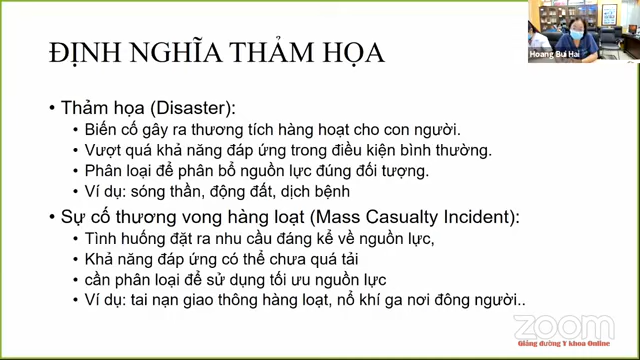 Hoang Bui Hai
ĐỊNH NGHĨA THẢM HỌA
• Thảm họa (Disaster):
• Biến cố gây ra thương tích hàng hoạt cho con người.
• Vượt quá khả năng đáp ứng trong điều kiện bình thường.
• Phân loại để phân bổ nguồn lực đúng đối tượng.
• Ví dụ: sóng thần, động đất, dịch bệnh
• Sự cố thương vong hàng loạt (Mass Casualty Incident):
• Tình huống đặt ra nhu cầu đáng kể về nguồn lực,
• Khả năng đáp ứng có thể chưa quá tải
• cần phân loại để sử dụng tối ưu nguồn lực
• Ví dụ: tai nạn giao thông hàng loạt, nổ khí ga nơi đông người..
zoom
Giảng đường Y khoa Online